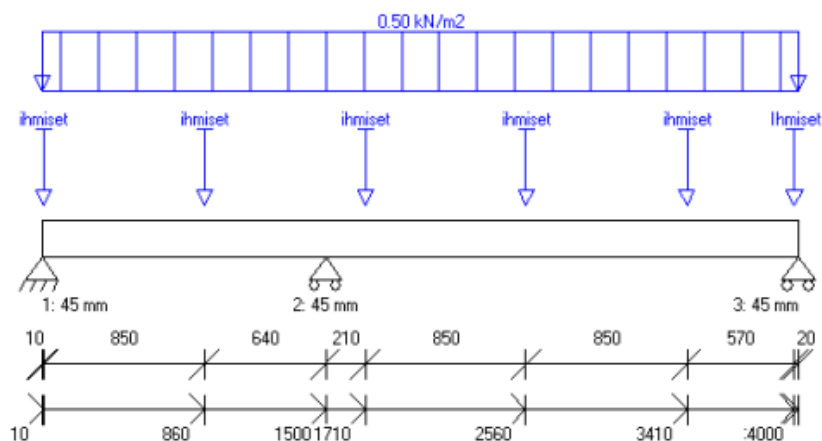 0.50 kN/m2
ihmiset ihmiset ihmiset ihmiset ihmiset Ihmiset
1: 45 mm 2: 45 mm 3: 45 mm
10 850 640 210 850 850 570 20
10 860 1500 1710 2560 3410 :4000